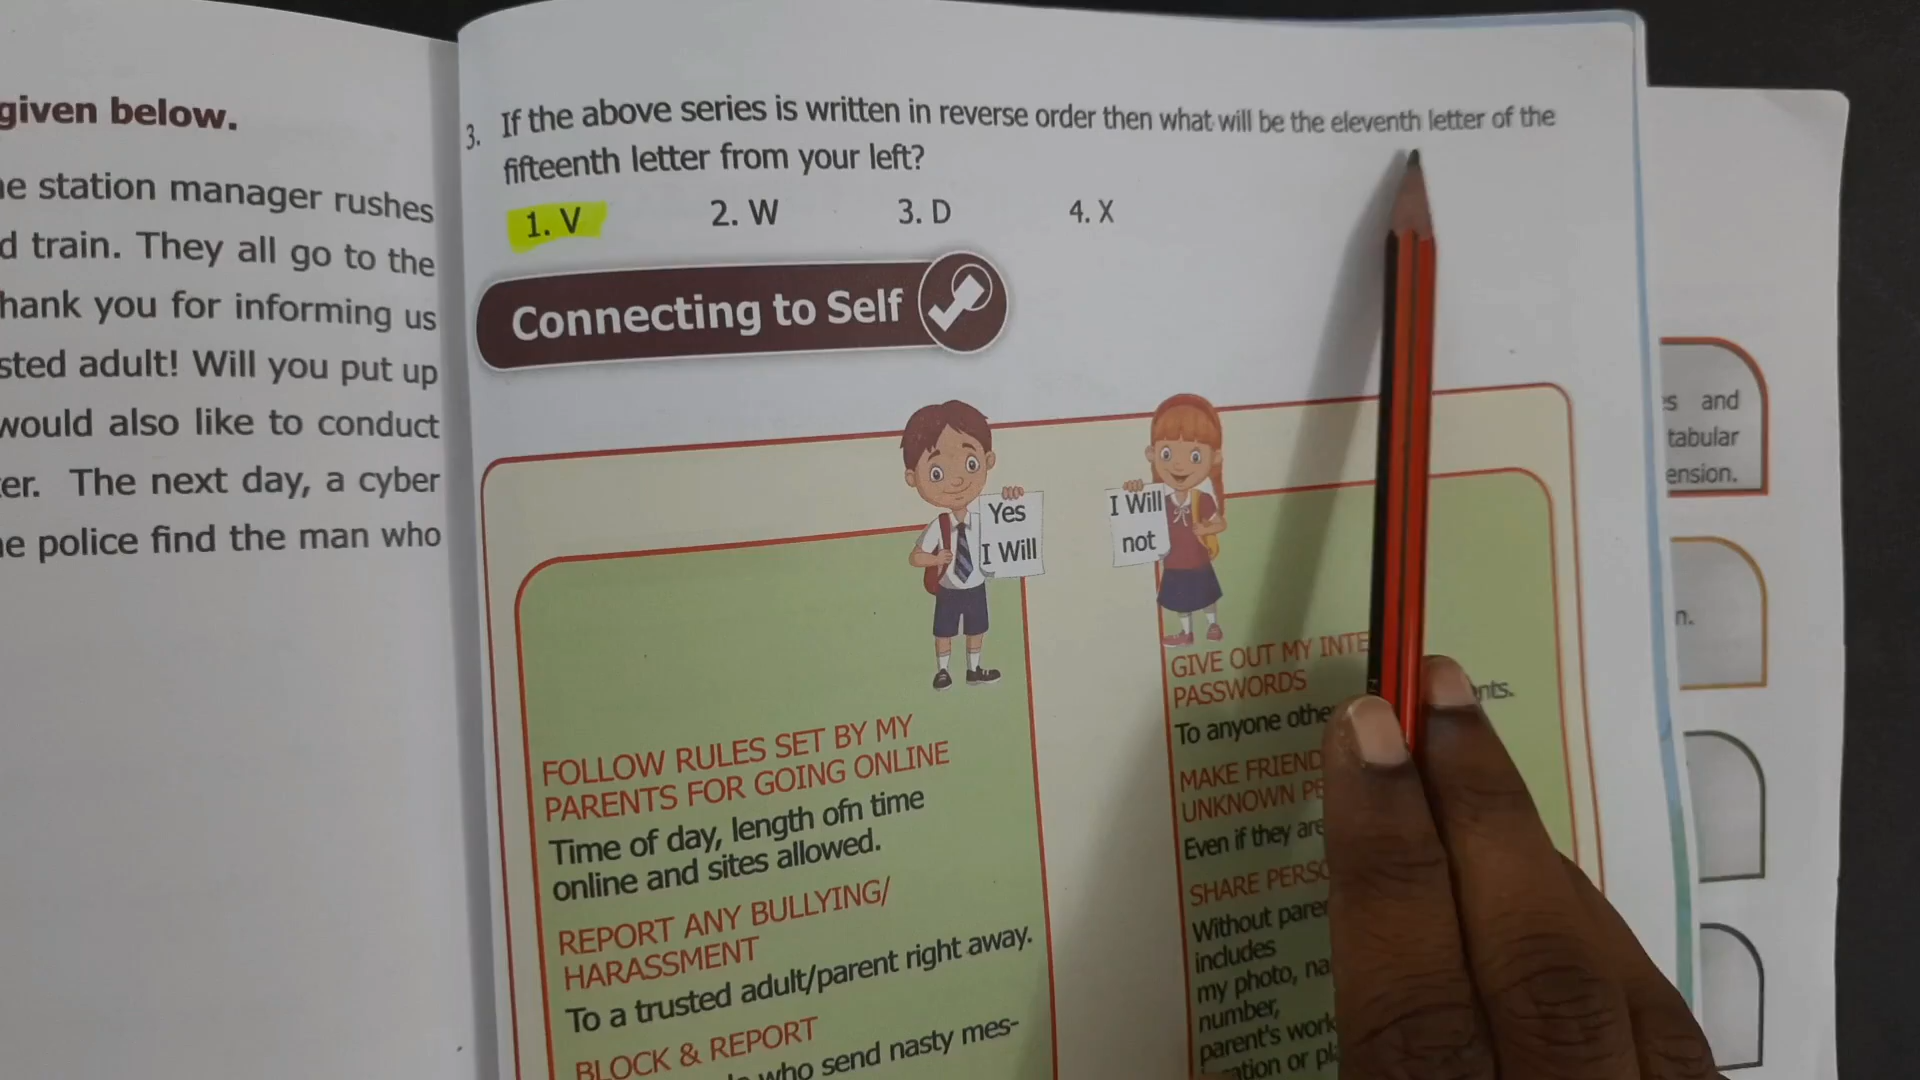 given below.
e station manager rushes
d train. They all go to the
hank you for informing us
sted adult! Will you put up
would also like to conduct
er. The next day, a cyber
e police find the man who
3. If the above series is written in reverse order then what will be the eleventh letter of the
fifteenth letter from your left?
1. V 2. W 3. D 4. X
Connecting to Self
Yes
I Will
I Will
not
FOLLOW RULES SET BY MY
PARENTS FOR GOING ONLINE
Time of day, length ofn time
online and sites allowed.
REPORT ANY BULLYING/
HARASSMENT
To a trusted adult/parent right away.
BLOCK & REPORT
who send nasty mes-
GIVE OUT MY INTE
PASSWORDS
To anyone othe nts.
MAKE FRIEND
UNKNOWN PE
Even if they are
SHARE PERSO
Without paren
includes
my photo, na
number,
parent's work
ation or pla
s and
tabular
ension.
n.